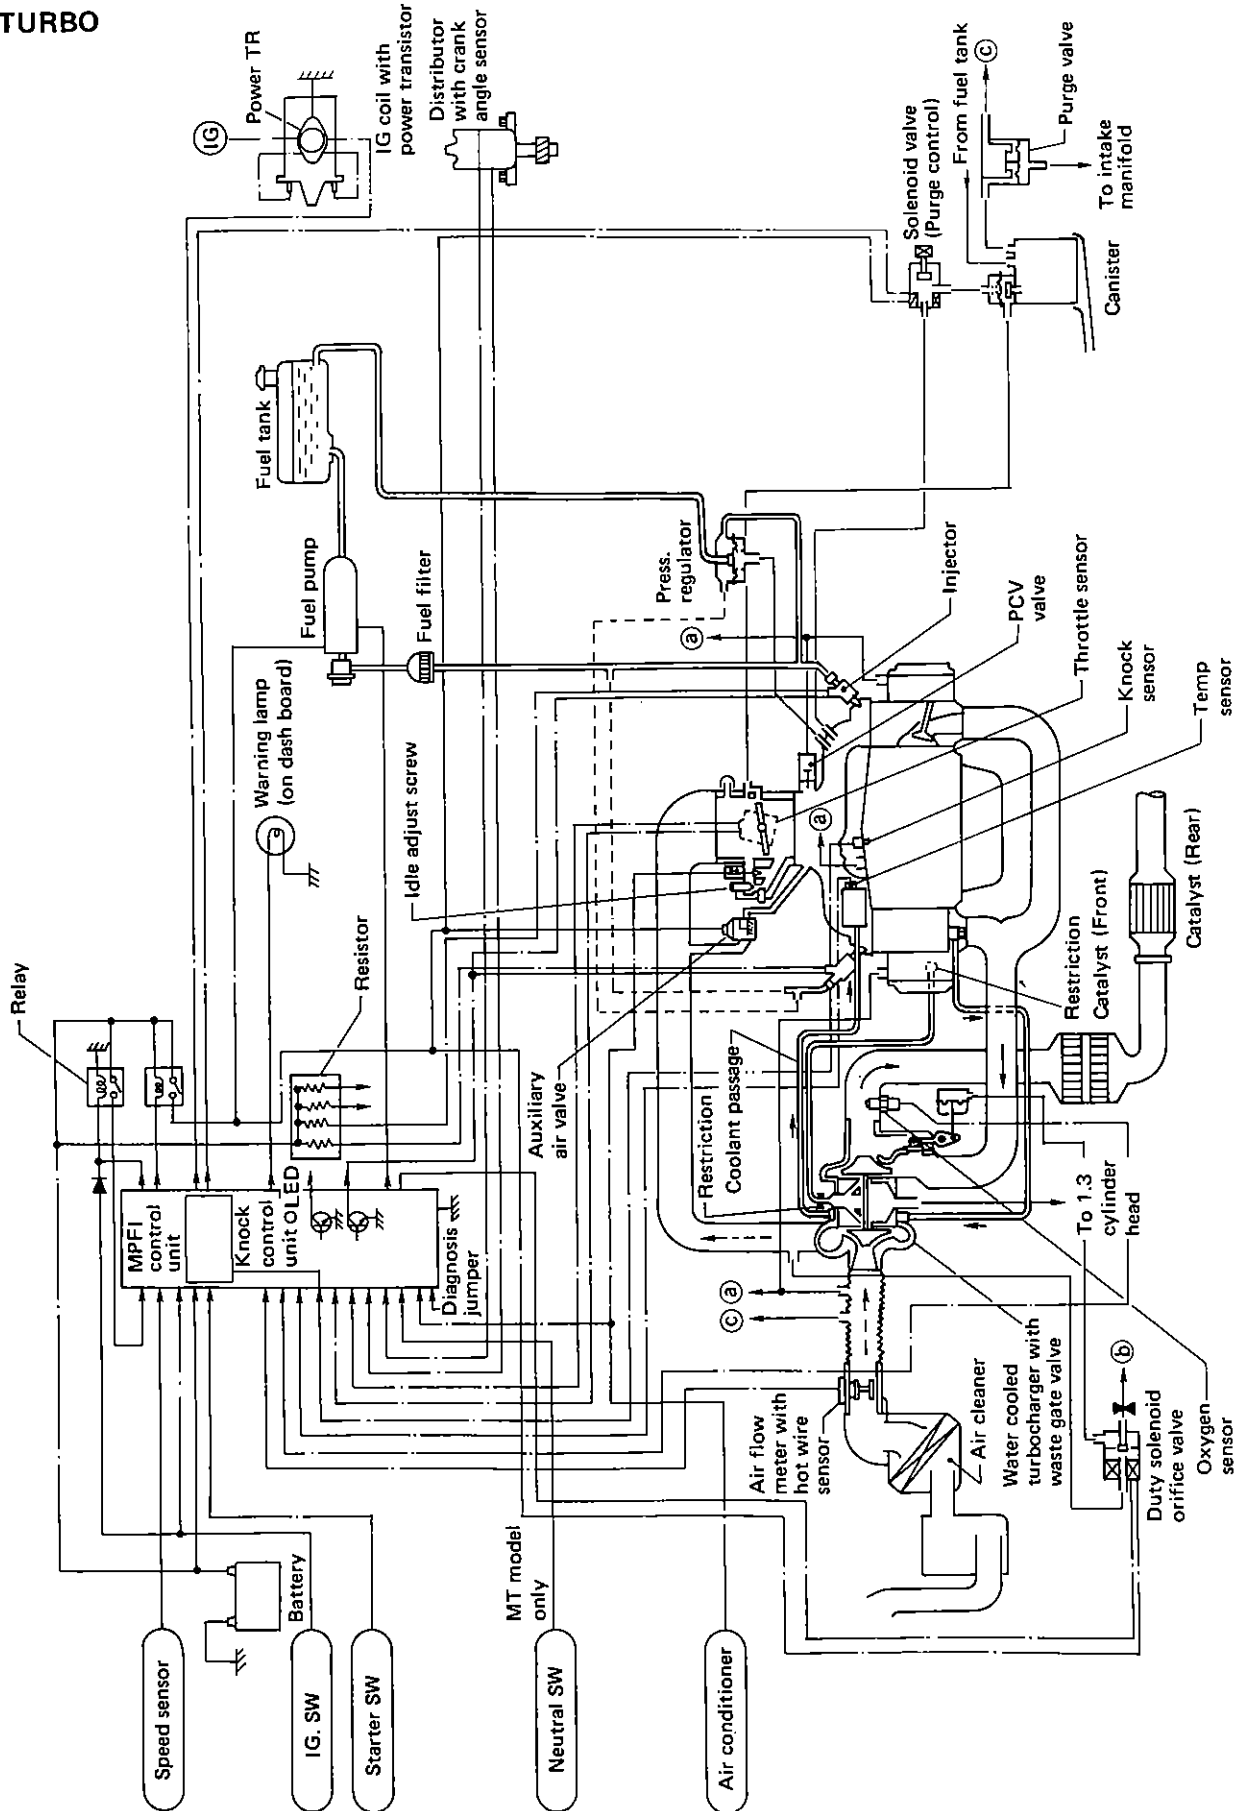 TURBO
IG
Power TR
IG coil with
power transistor
Distributor
with crank
angle sensor
Solenoid valve
(Purge control)
From fuel tank
c
Purge valve
To intake
manifold
Canister
Fuel tank
Fuel pump
Fuel filter
Warning lamp
(on dash board)
Idle adjust screw
Press.
regulator
a
Injector
PCV
valve
Throttle sensor
Knock
sensor
Temp
sensor
Relay
Resistor
Auxiliary
air valve
a
Restriction
Coolant passage
Restriction
Catalyst (Front)
Catalyst (Rear)
MPFI
control
unit
Knock
control
unit OLED
Diagnosis
jumper
To 1.3
cylinder
head
c
a
Air flow
meter with
hot wire
sensor
Air cleaner
Water cooled
turbocharger with
waste gate valve
b
Duty solenoid
orifice valve
Oxygen
sensor
Battery
MT model
only
Speed sensor
IG. SW
Starter SW
Neutral SW
Air conditioner